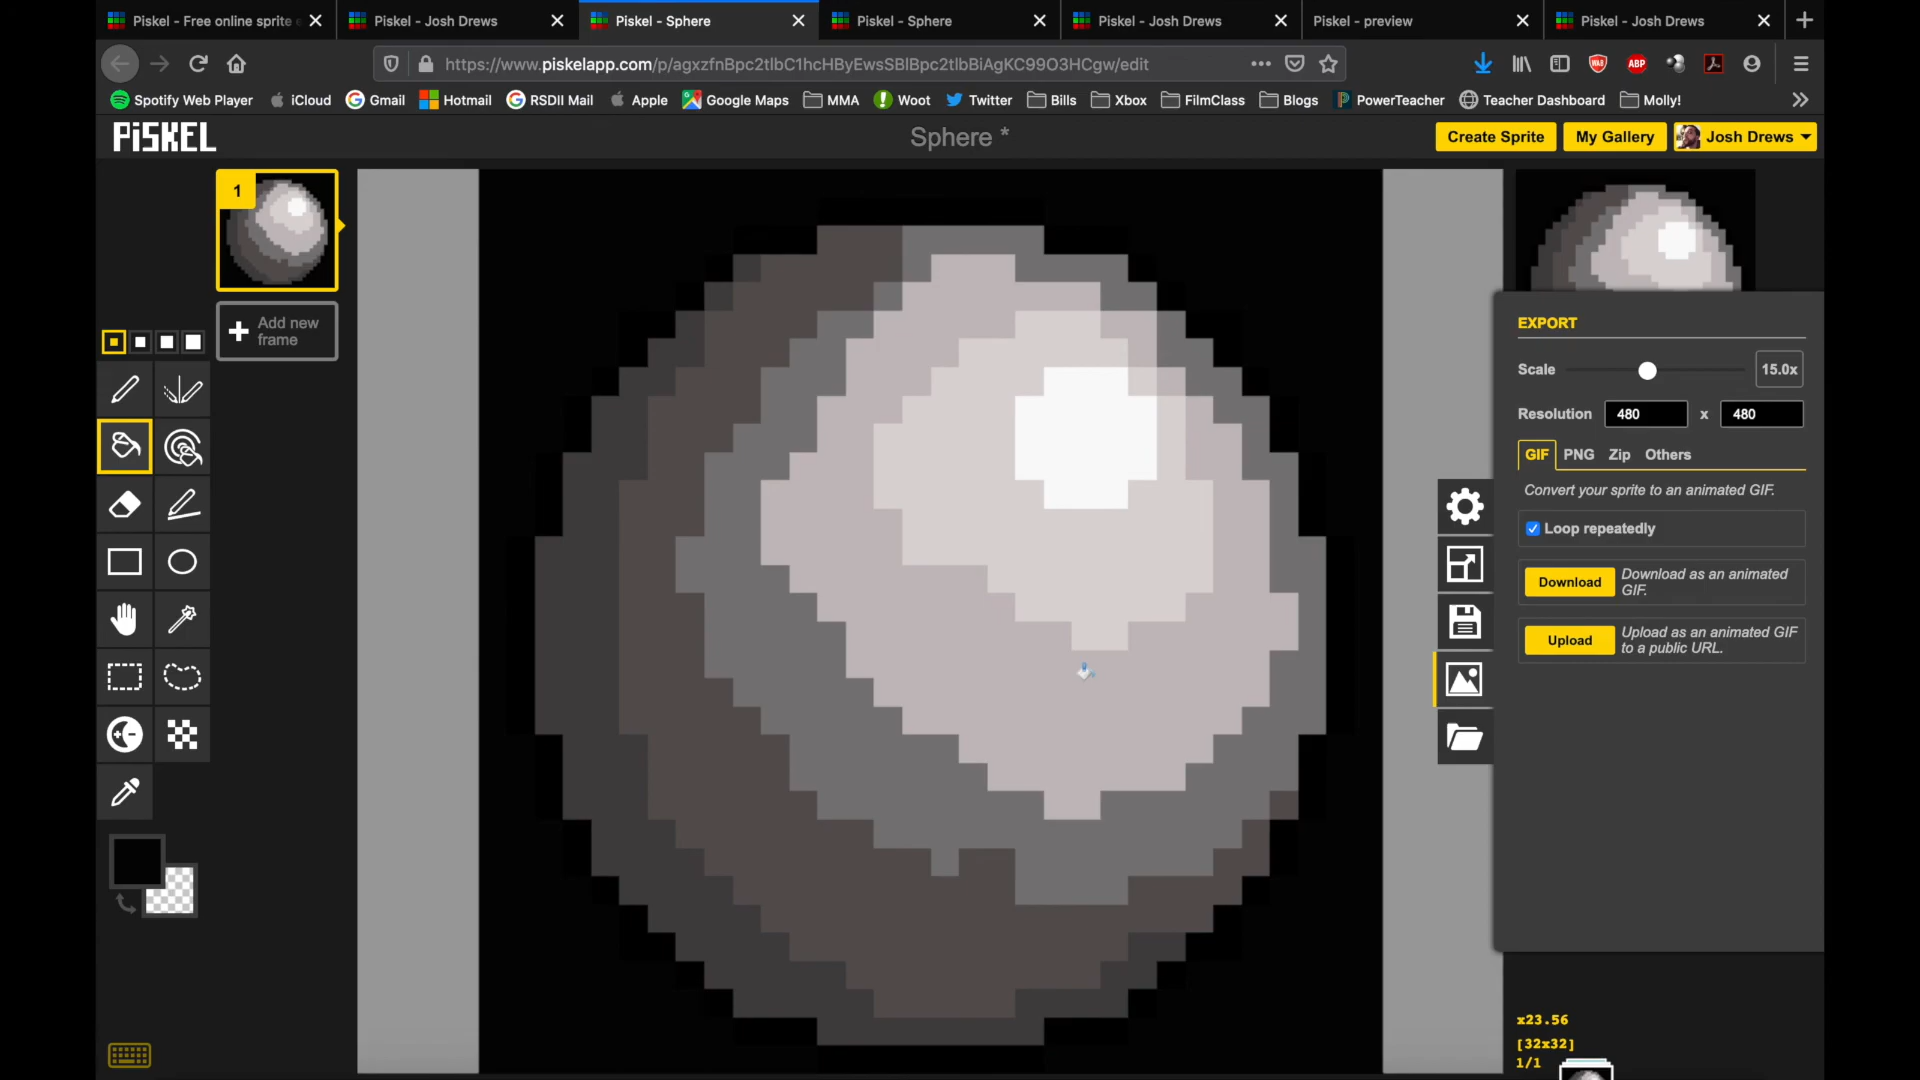 Piskel - Free online sprite e
Piskel - Josh Drews
Piskel - Sphere
Piskel - Sphere
Piskel - Josh Drews
Piskel - preview
Piskel - Josh Drews
https://www.piskelapp.com/p/agxzfnBpc2tlbC1hcHByEwsSBlBpc2tlbBiAgKC99O3HCgw/edit
WAB
ABP
Spotify Web Player
iCloud
Gmail
Hotmail
RSDII Mail
Apple
Google Maps
MMA
Woot
Twitter
Bills
Xbox
FilmClass
Blogs
PowerTeacher
Teacher Dashboard
Molly!
PiSKEL
Sphere *
Create Sprite
My Gallery
Josh Drews
1
Add new
frame
EXPORT
Scale
15.0x
Resolution
480
x
480
GIF
PNG
Zip
Others
Convert your sprite to an animated GIF.
Loop repeatedly
Download
Download as an animated
GIF.
Upload
Upload as an animated GIF
to a public URL.
x23.56
[32x32]
1/1